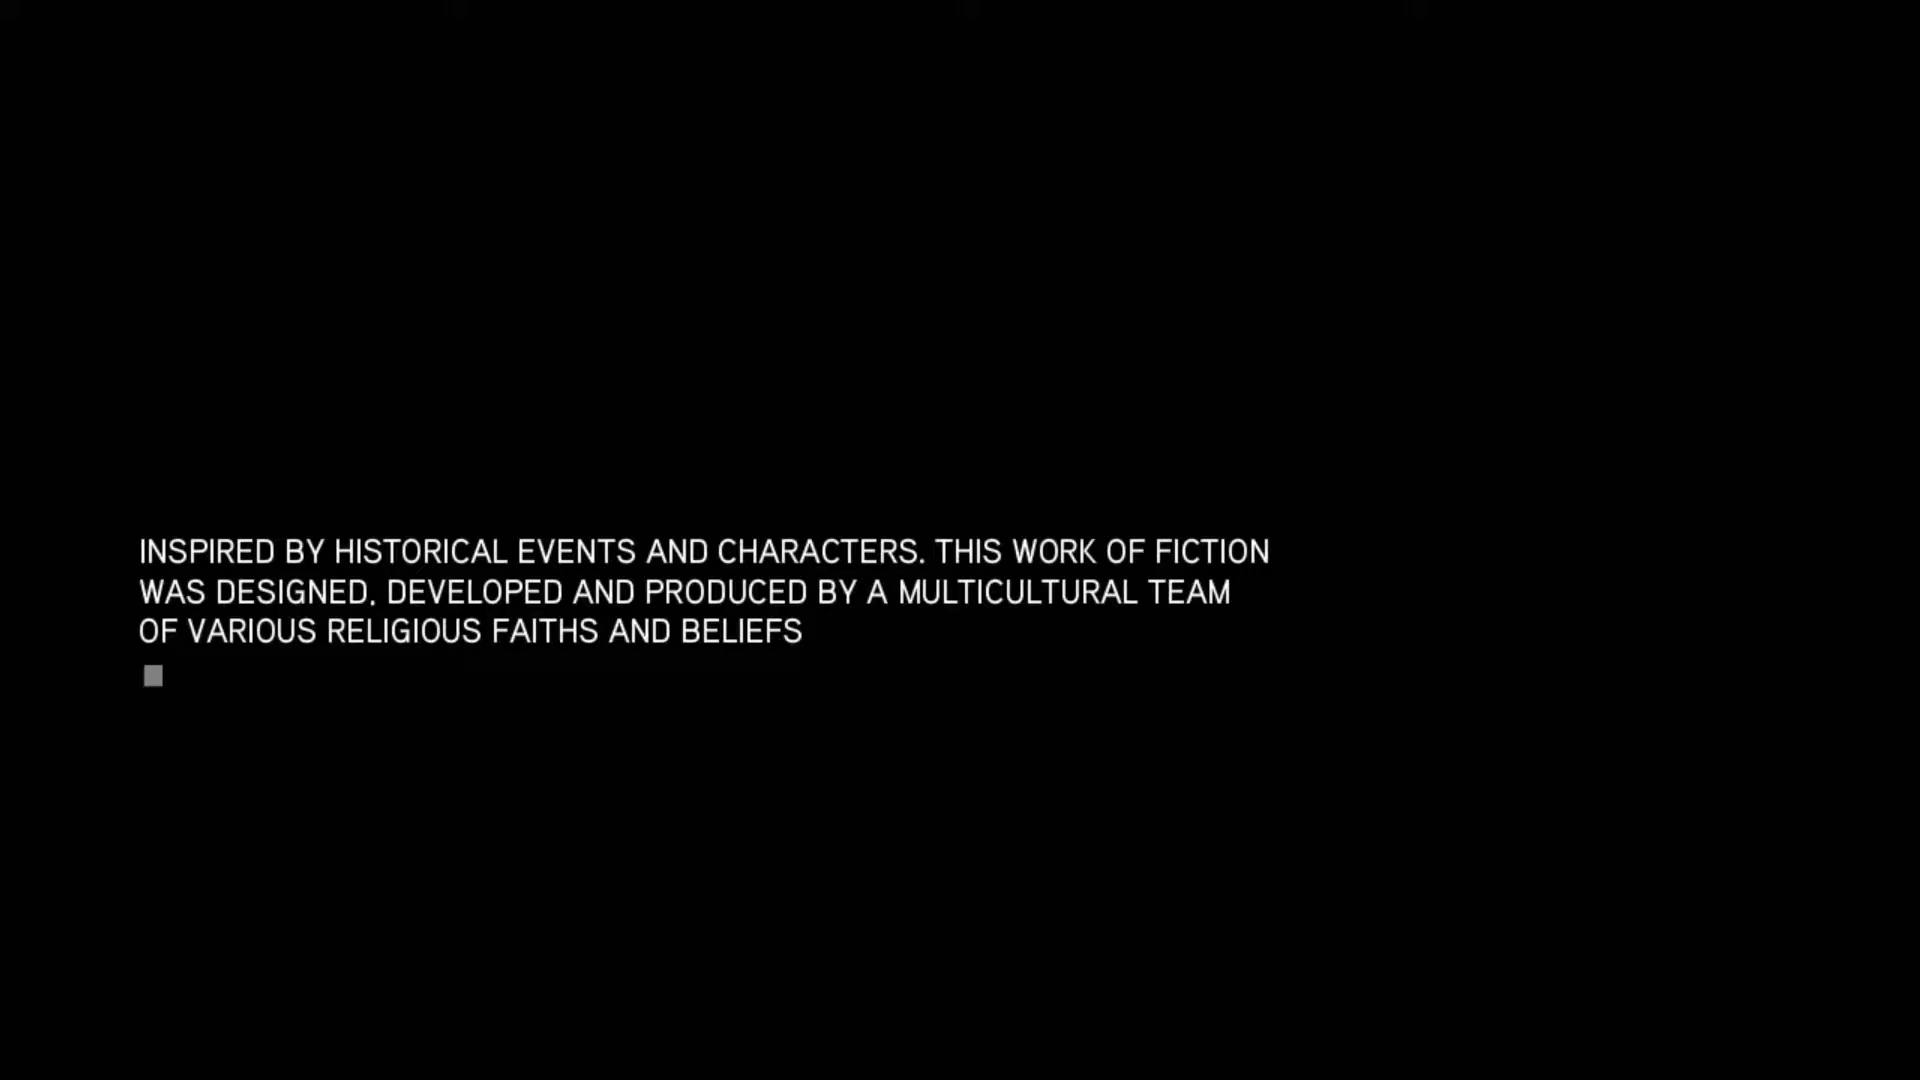 INSPIRED BY HISTORICAL EVENTS AND CHARACTERS. THIS WORK OF FICTION
WAS DESIGNED, DEVELOPED AND PRODUCED BY A MULTICULTURAL TEAM
OF VARIOUS RELIGIOUS FAITHS AND BELIEFS